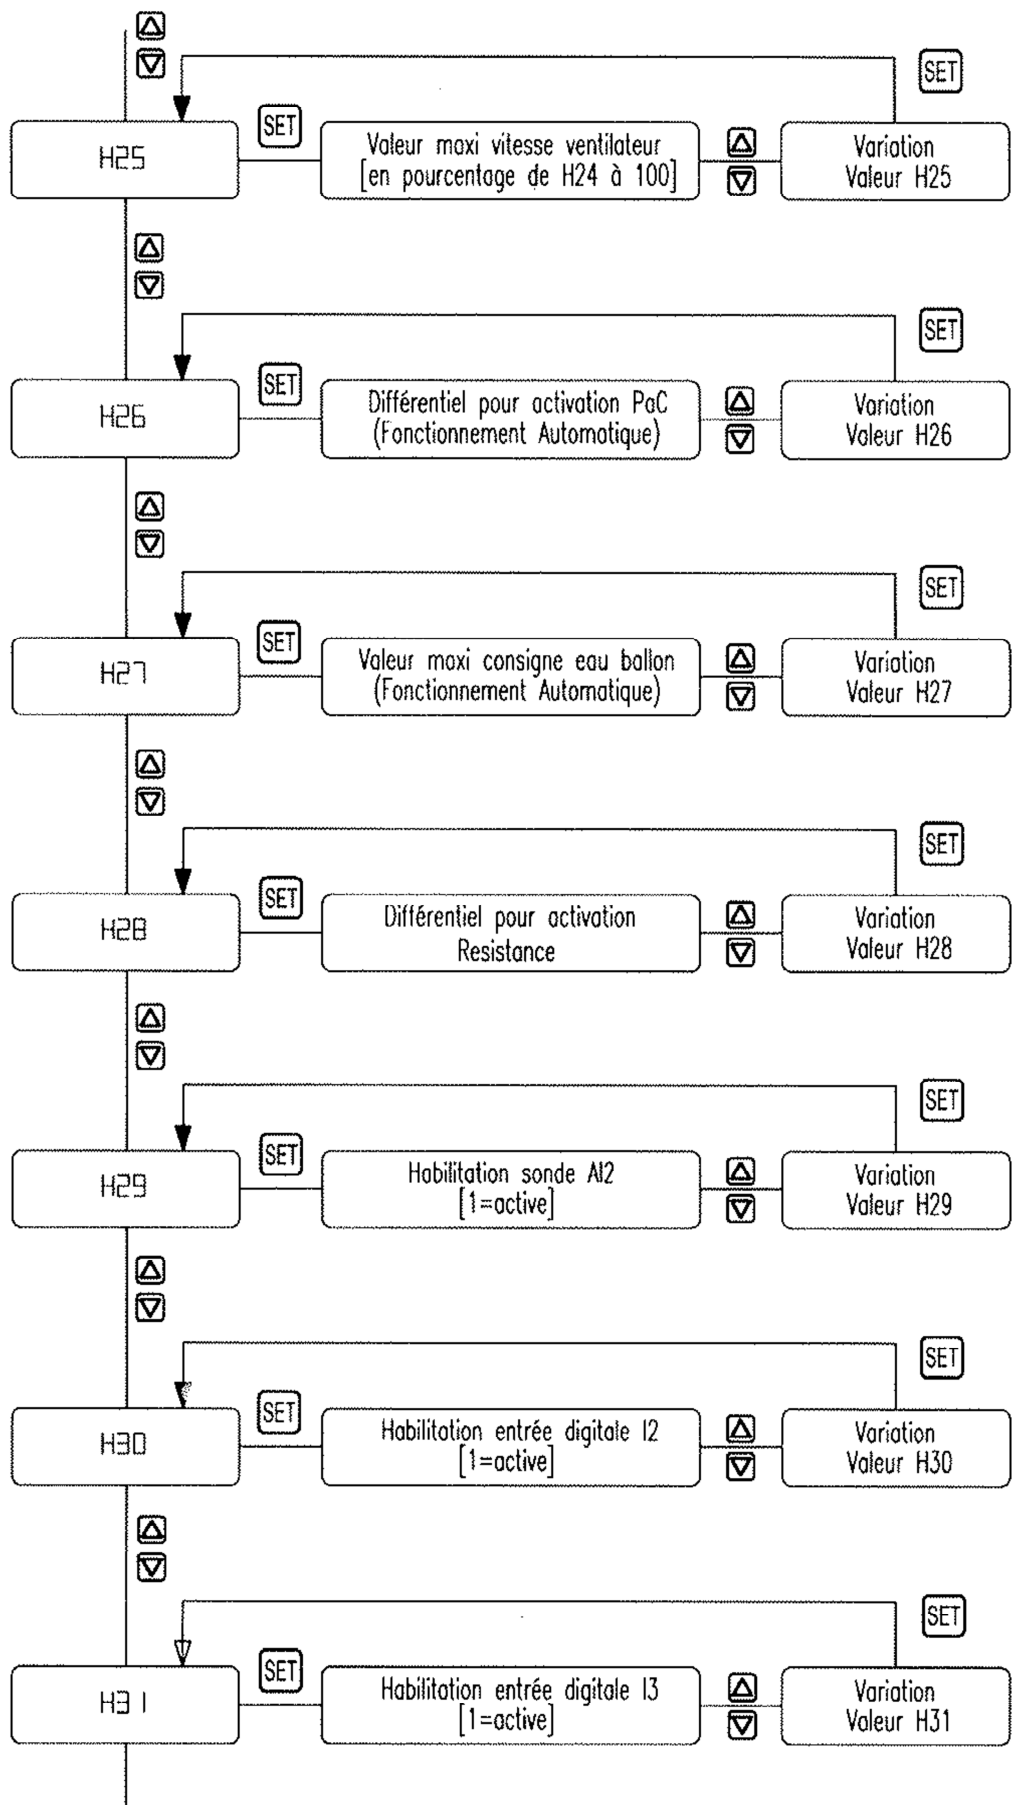 SET
H25
SET
Valeur maxi vitesse ventilateur
[en pourcentage de H24 à 100]
Variation
Valeur H25
SET
H26
SET
Différentiel pour activation PaC
(Fonctionnement Automatique)
Variation
Valeur H26
SET
H27
SET
Valeur maxi consigne eau ballon
(Fonctionnement Automatique)
Variation
Valeur H27
SET
H28
SET
Différentiel pour activation
Resistance
Variation
Valeur H28
SET
H29
SET
Habilitation sonde AI2
[1=active]
Variation
Valeur H29
SET
H30
SET
Habilitation entrée digitale I2
[1=active]
Variation
Valeur H30
SET
H31
SET
Habilitation entrée digitale I3
[1=active]
Variation
Valeur H31